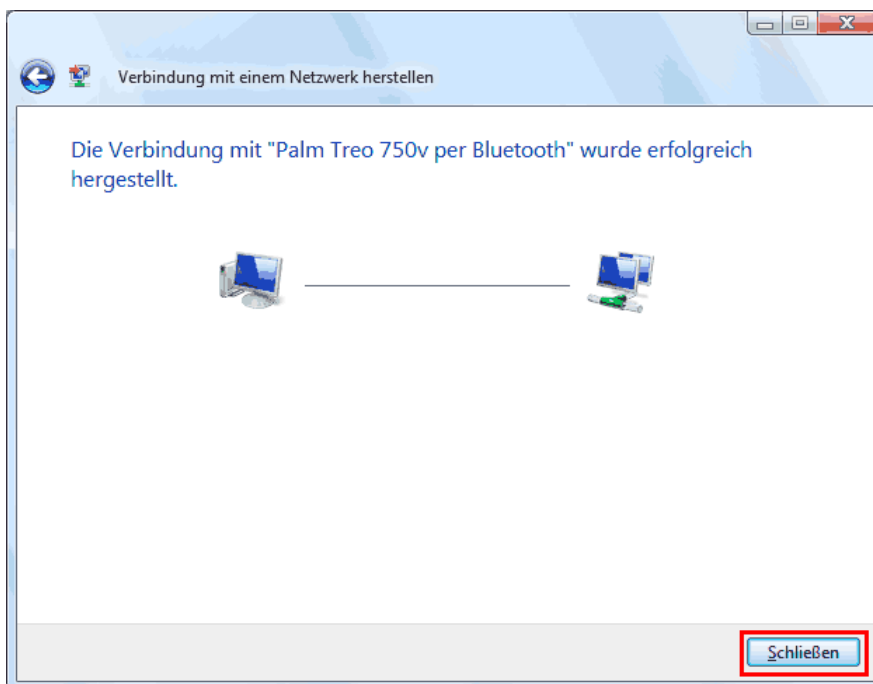 Verbindung mit einem Netzwerk herstellen
Die Verbindung mit "Palm Treo 750v per Bluetooth" wurde erfolgreich
hergestellt.
Schließen